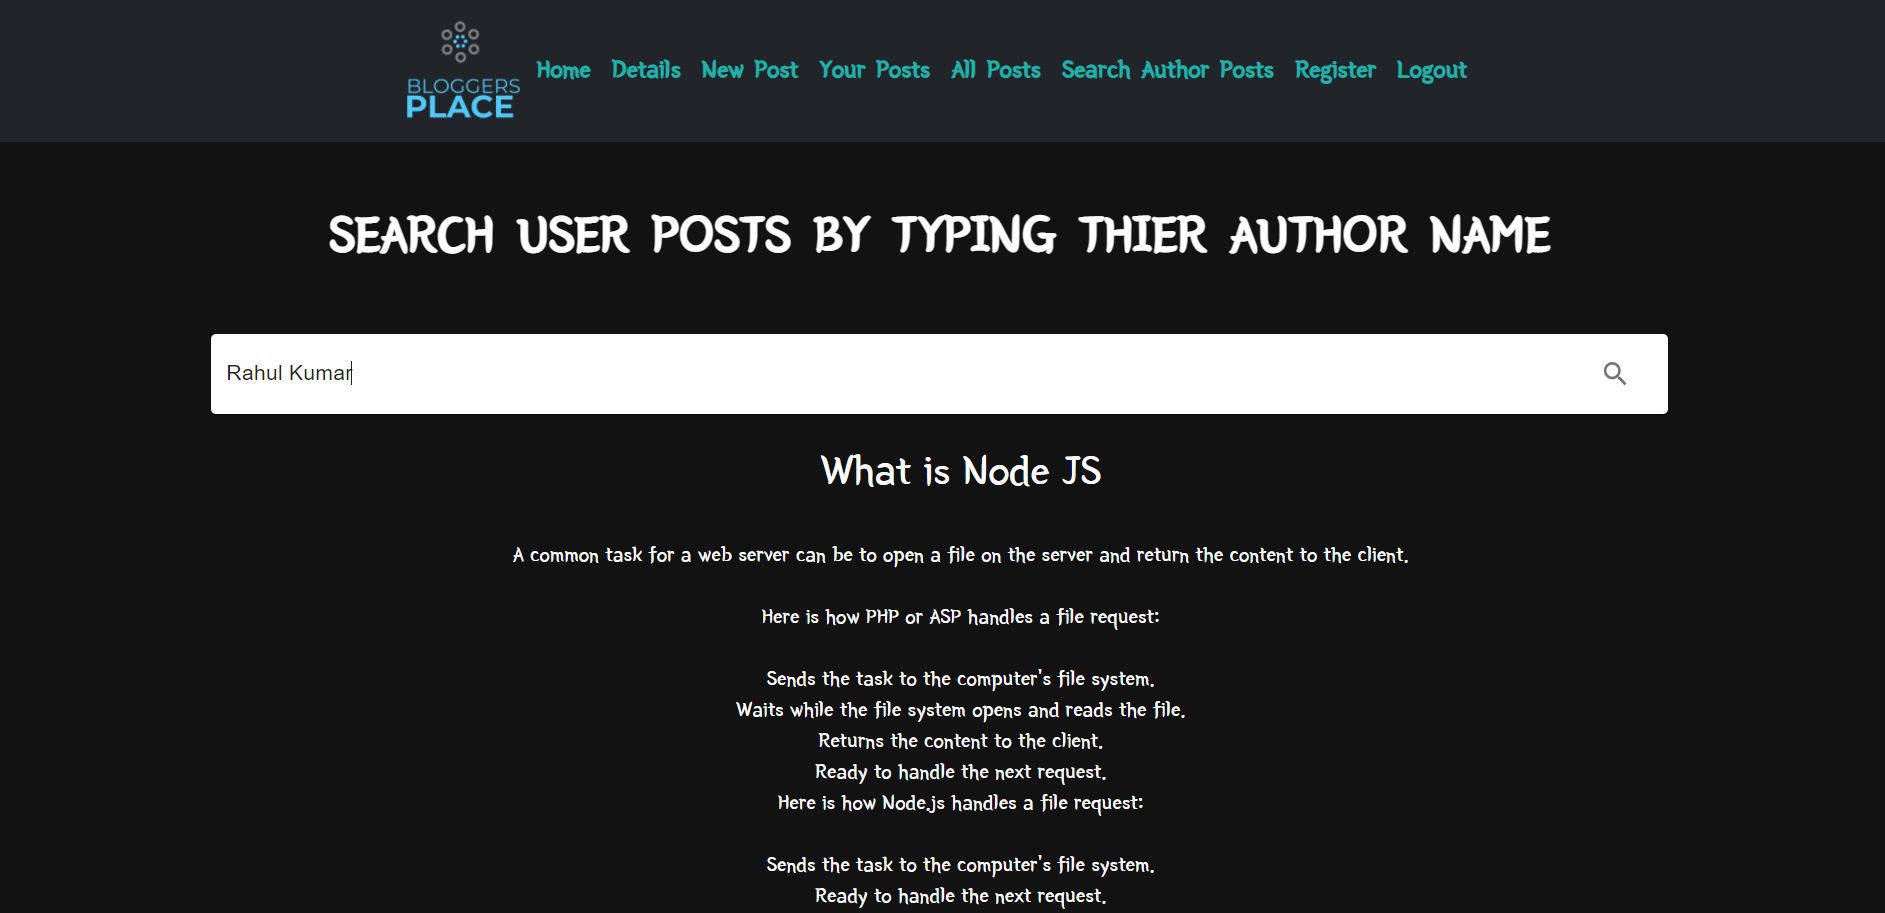 BLOGGERS
PLACE
Home Details New Post Your Posts All Posts Search Author Posts Register Logout
SEARCH USER POSTS BY TYPING THIER AUTHOR NAME
Rahul Kumar
What is Node JS
A common task for a web server can be to open a file on the server and return the content to the client.
Here is how PHP or ASP handles a file request:
Sends the task to the computer's file system.
Waits while the file system opens and reads the file.
Returns the content to the client.
Ready to handle the next request.
Here is how Node.js handles a file request:
Sends the task to the computer's file system.
Ready to handle the next request.